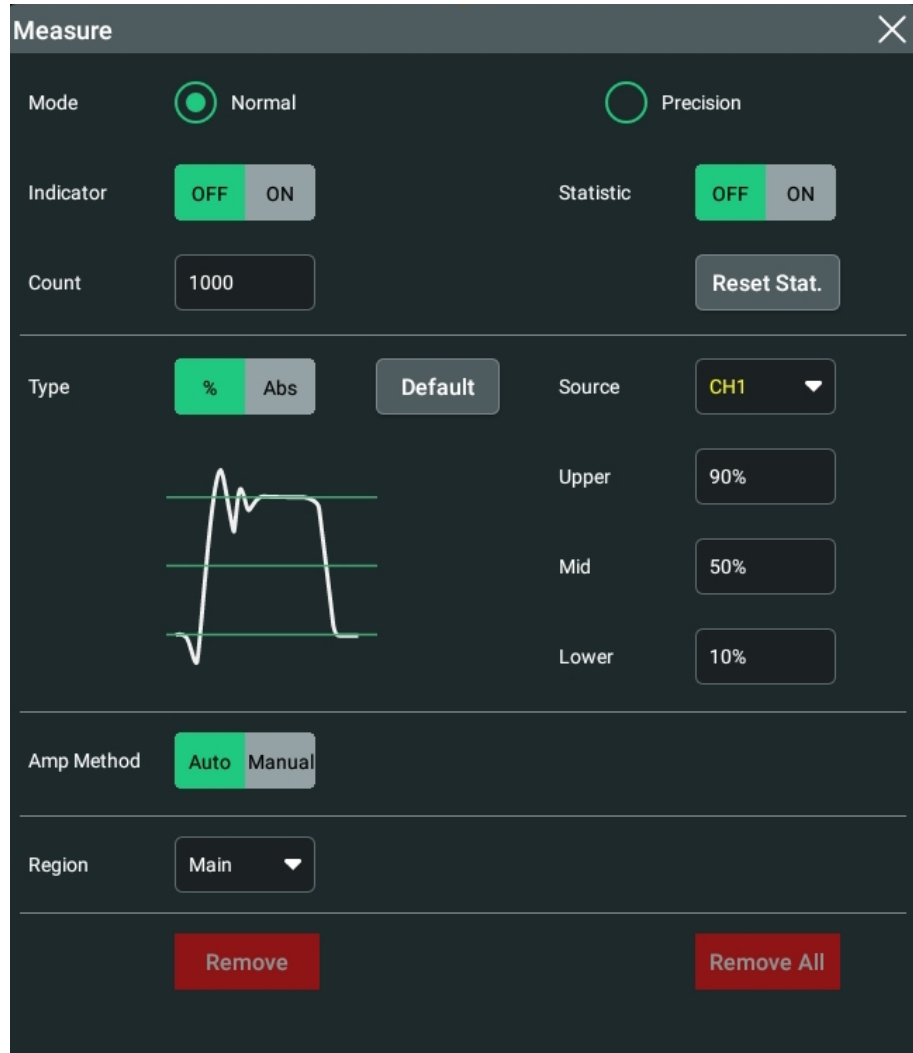 Measure
Mode Normal Precision
Indicator OFF ON Statistic OFF ON
Count 1000 Reset Stat.
Type % Abs Default Source CH1
Upper 90%
Mid 50%
Lower 10%
Amp Method Auto Manual
Region Main
Remove Remove All